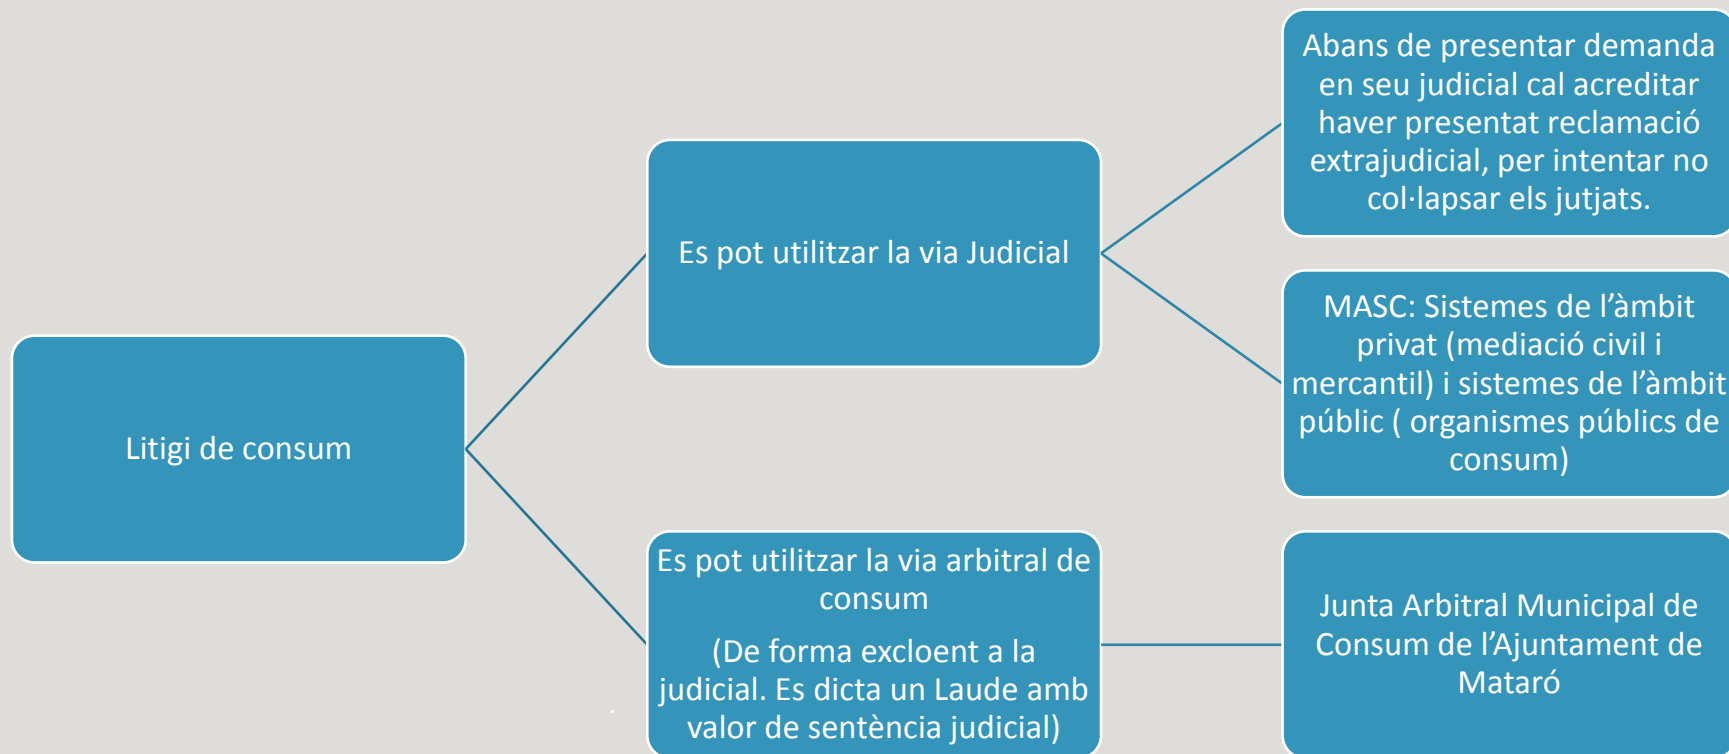 Litigi de consum
Es pot utilitzar la via Judicial
Abans de presentar demanda
en seu judicial cal acreditar
haver presentat reclamació
extrajudicial, per intentar no
col·lapsar els jutjats.
MASC: Sistemes de l’àmbit
privat (mediació civil i
mercantil) i sistemes de l’àmbit
públic ( organismes públics de
consum)
Es pot utilitzar la via arbitral de
consum
(De forma excloent a la
judicial. Es dicta un Laude amb
valor de sentència judicial)
Junta Arbitral Municipal de
Consum de l’Ajuntament de
Mataró